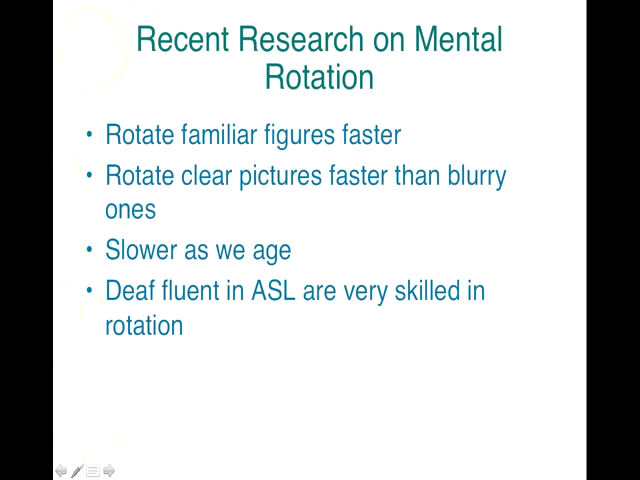 Recent Research on Mental
Rotation
• Rotate familiar figures faster
• Rotate clear pictures faster than blurry
ones
• Slower as we age
• Deaf fluent in ASL are very skilled in
rotation